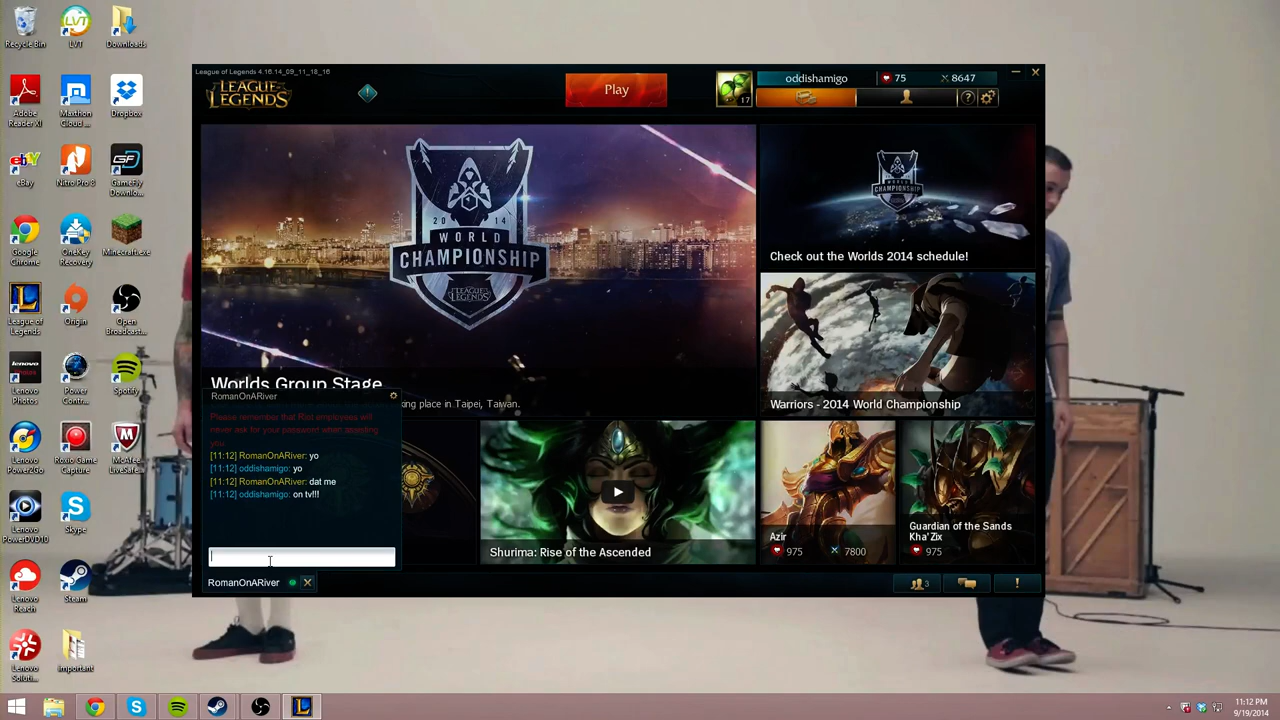 Recycle Bin
LVT
Downloads
Adobe
Reader XI
Maxthon
Cloud ...
Dropbox
eBay
Nitro Pro 8
GameFly
Downlo...
Google
Chrome
OneKey
Recovery
Minecraft.exe
League of
Legends
Origin
Open
Broadcast...
lenovo
Lenovo
Photos
Power
Contr...
Spotify
Lenovo
Power2Go
Roxio Game
Capture
McAfee
LiveSafe...
Lenovo
PowerDVD10
Skype
Lenovo
Reach
Steam
Lenovo
Soluti...
important
League of Legends 4.16.14_09_11_18_16
LEAGUE
OF
LEGENDS
Play
17
oddishamigo
75
8647
?
2014
WORLD
CHAMPIONSHIP
LEAGUE
LEGENDS
Worlds Group Stage
king place in Taipei, Taiwan.
WORLD
CHAMPIONSHIP
Check out the Worlds 2014 schedule!
Warriors - 2014 World Championship
RomanOnARiver
Please remember that Riot employees will
never ask for your password when assisting
you.
[11:12] RomanOnARiver: yo
[11:12] oddishamigo: yo
[11:12] RomanOnARiver: dat me
[11:12] oddishamigo: on tv!!!
RomanOnARiver
Shurima: Rise of the Ascended
Azir
975
7800
Guardian of the Sands
Kha'Zix
975
3
!
11:12 PM
9/19/2014